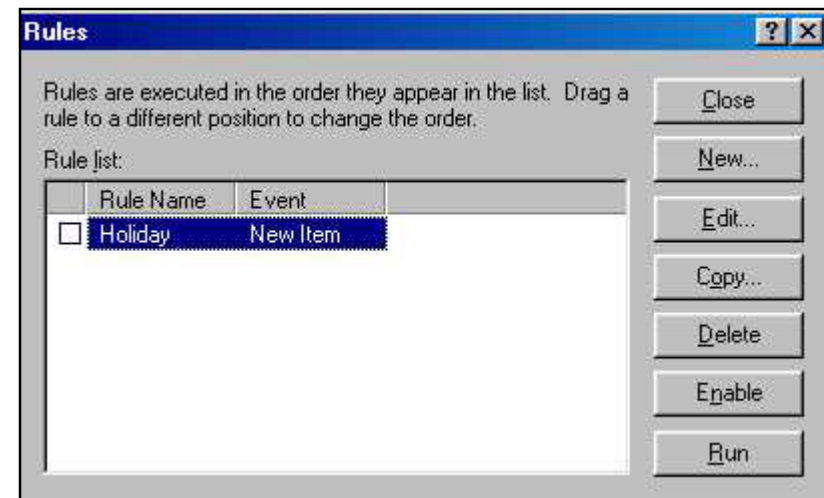 Rules
Rules are executed in the order they appear in the list. Drag a
rule to a different position to change the order.
Rule list:
Rule Name Event
Holiday New Item
Close
New...
Edit...
Copy...
Delete
Enable
Run